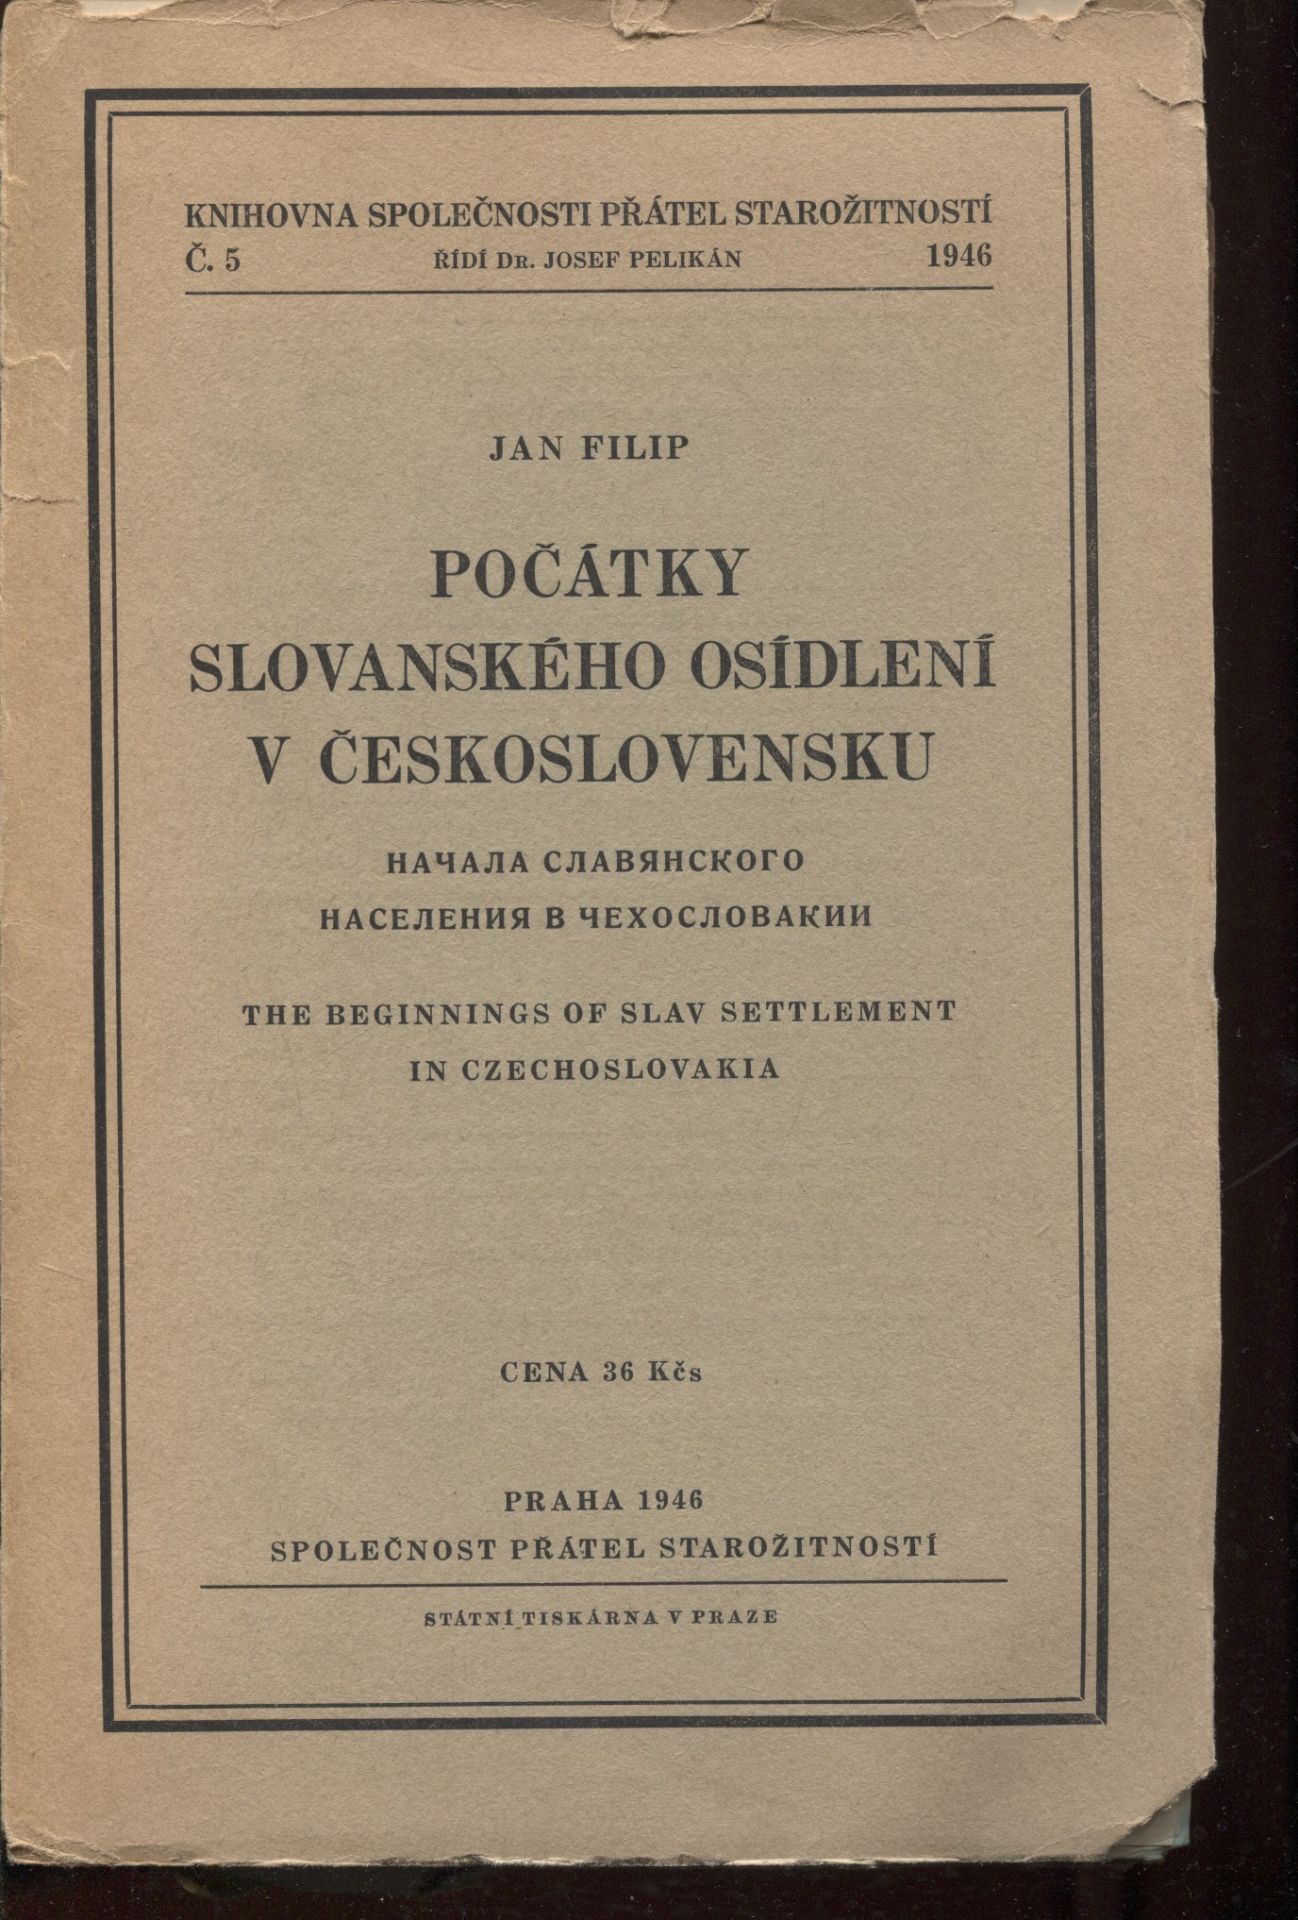 KNIHOVNA SPOLEČNOSTI PŘÁTEL STAROŽITNOSTÍ
Č. 5 ŘÍDÍ DR. JOSEF PELIKÁN 1946
JAN FILIP
POČÁTKY
SLOVANSKÉHO OSÍDLENÍ
V ČESKOSLOVENSKU
НАЧАЛА СЛАВЯНСКОГО
НАСЕЛЕНИЯ В ЧЕХОСЛОВАКИИ
THE BEGINNINGS OF SLAV SETTLEMENT
IN CZECHOSLOVAKIA
CENA 36 Kčs
PRAHA 1946
SPOLEČNOST PŘÁTEL STAROŽITNOSTÍ
STÁTNÍ TISKÁRNA V PRAZE